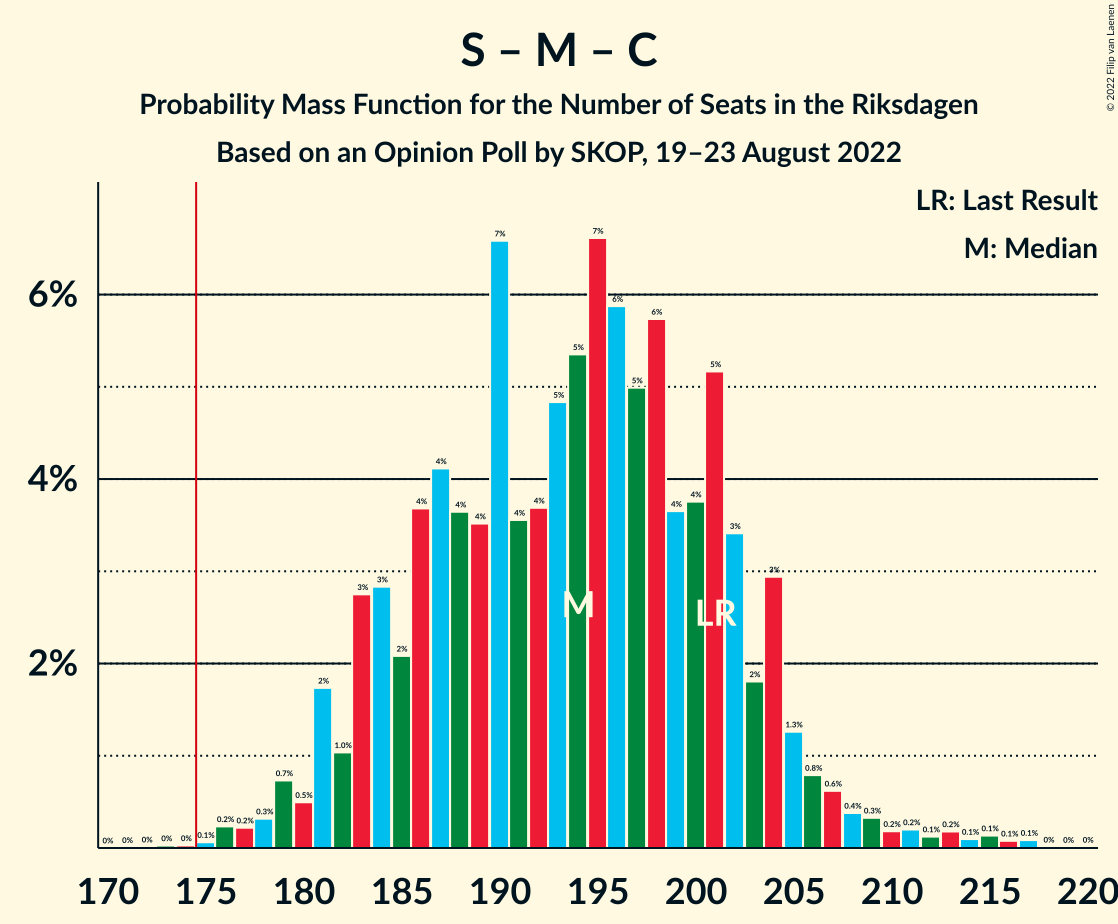 S – M – C
Probability Mass Function for the Number of Seats in the Riksdagen
Based on an Opinion Poll by SKOP, 19–23 August 2022
© 2022 Filip van Laenen
LR: Last Result
M: Median
6%
4%
2%
0% 0% 0% 0% 0% 0.1% 0.2% 0.2% 0.3% 0.7% 0.5% 2% 1.0% 3% 3% 2% 4% 4% 4% 4% 7% 4% 4% 5% 5% 7% 6% 5% 6% 4% 4% 5% 3% 2% 3% 1.3% 0.8% 0.6% 0.4% 0.3% 0.2% 0.2% 0.1% 0.2% 0.1% 0.1% 0.1% 0.1% 0% 0% 0%
M
LR
170 175 180 185 190 195 200 205 210 215 220